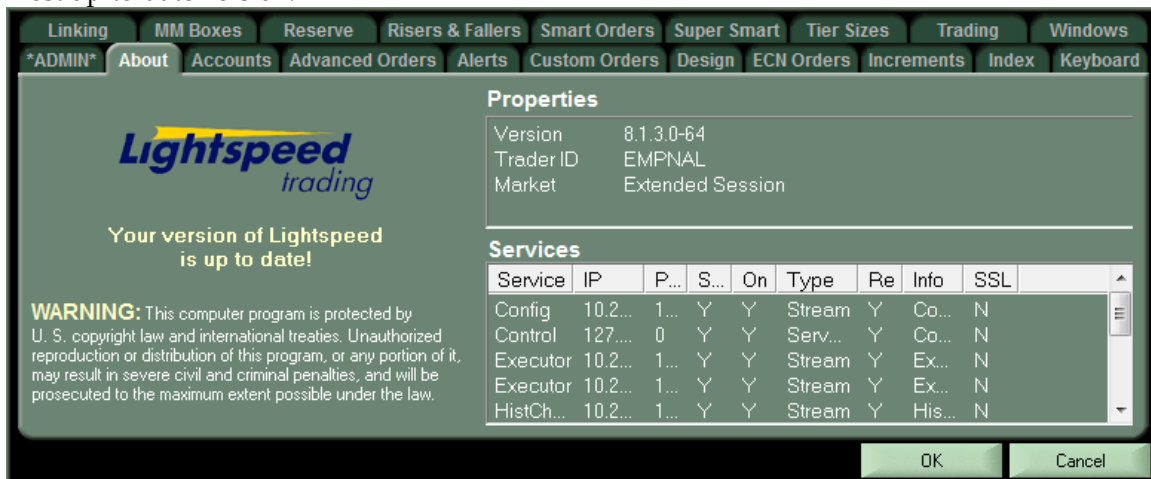 Linking MM Boxes Reserve Risers & Fallers Smart Orders Super Smart Tier Sizes Trading Windows
*ADMIN* About Accounts Advanced Orders Alerts Custom Orders Design ECN Orders Increments Index Keyboard
Lightspeed
trading
Your version of Lightspeed
is up to date!
WARNING: This computer program is protected by
U. S. copyright law and international treaties. Unauthorized
reproduction or distribution of this program, or any portion of it,
may result in severe civil and criminal penalties, and will be
prosecuted to the maximum extent possible under the law.
Properties
Version 8.1.3.0-64
Trader ID EMPNAL
Market Extended Session
Services
Service IP P... S... On Type Re Info SSL
Config 10.2... 1... Y Y Stream Y Co... N
Control 127.... 0 Y Y Serv... Y Co... N
Executor 10.2... 1... Y Y Stream Y Ex... N
Executor 10.2... 1... Y Y Stream Y Ex... N
HistCh... 10.2... 1... Y Y Stream Y His... N
OK Cancel